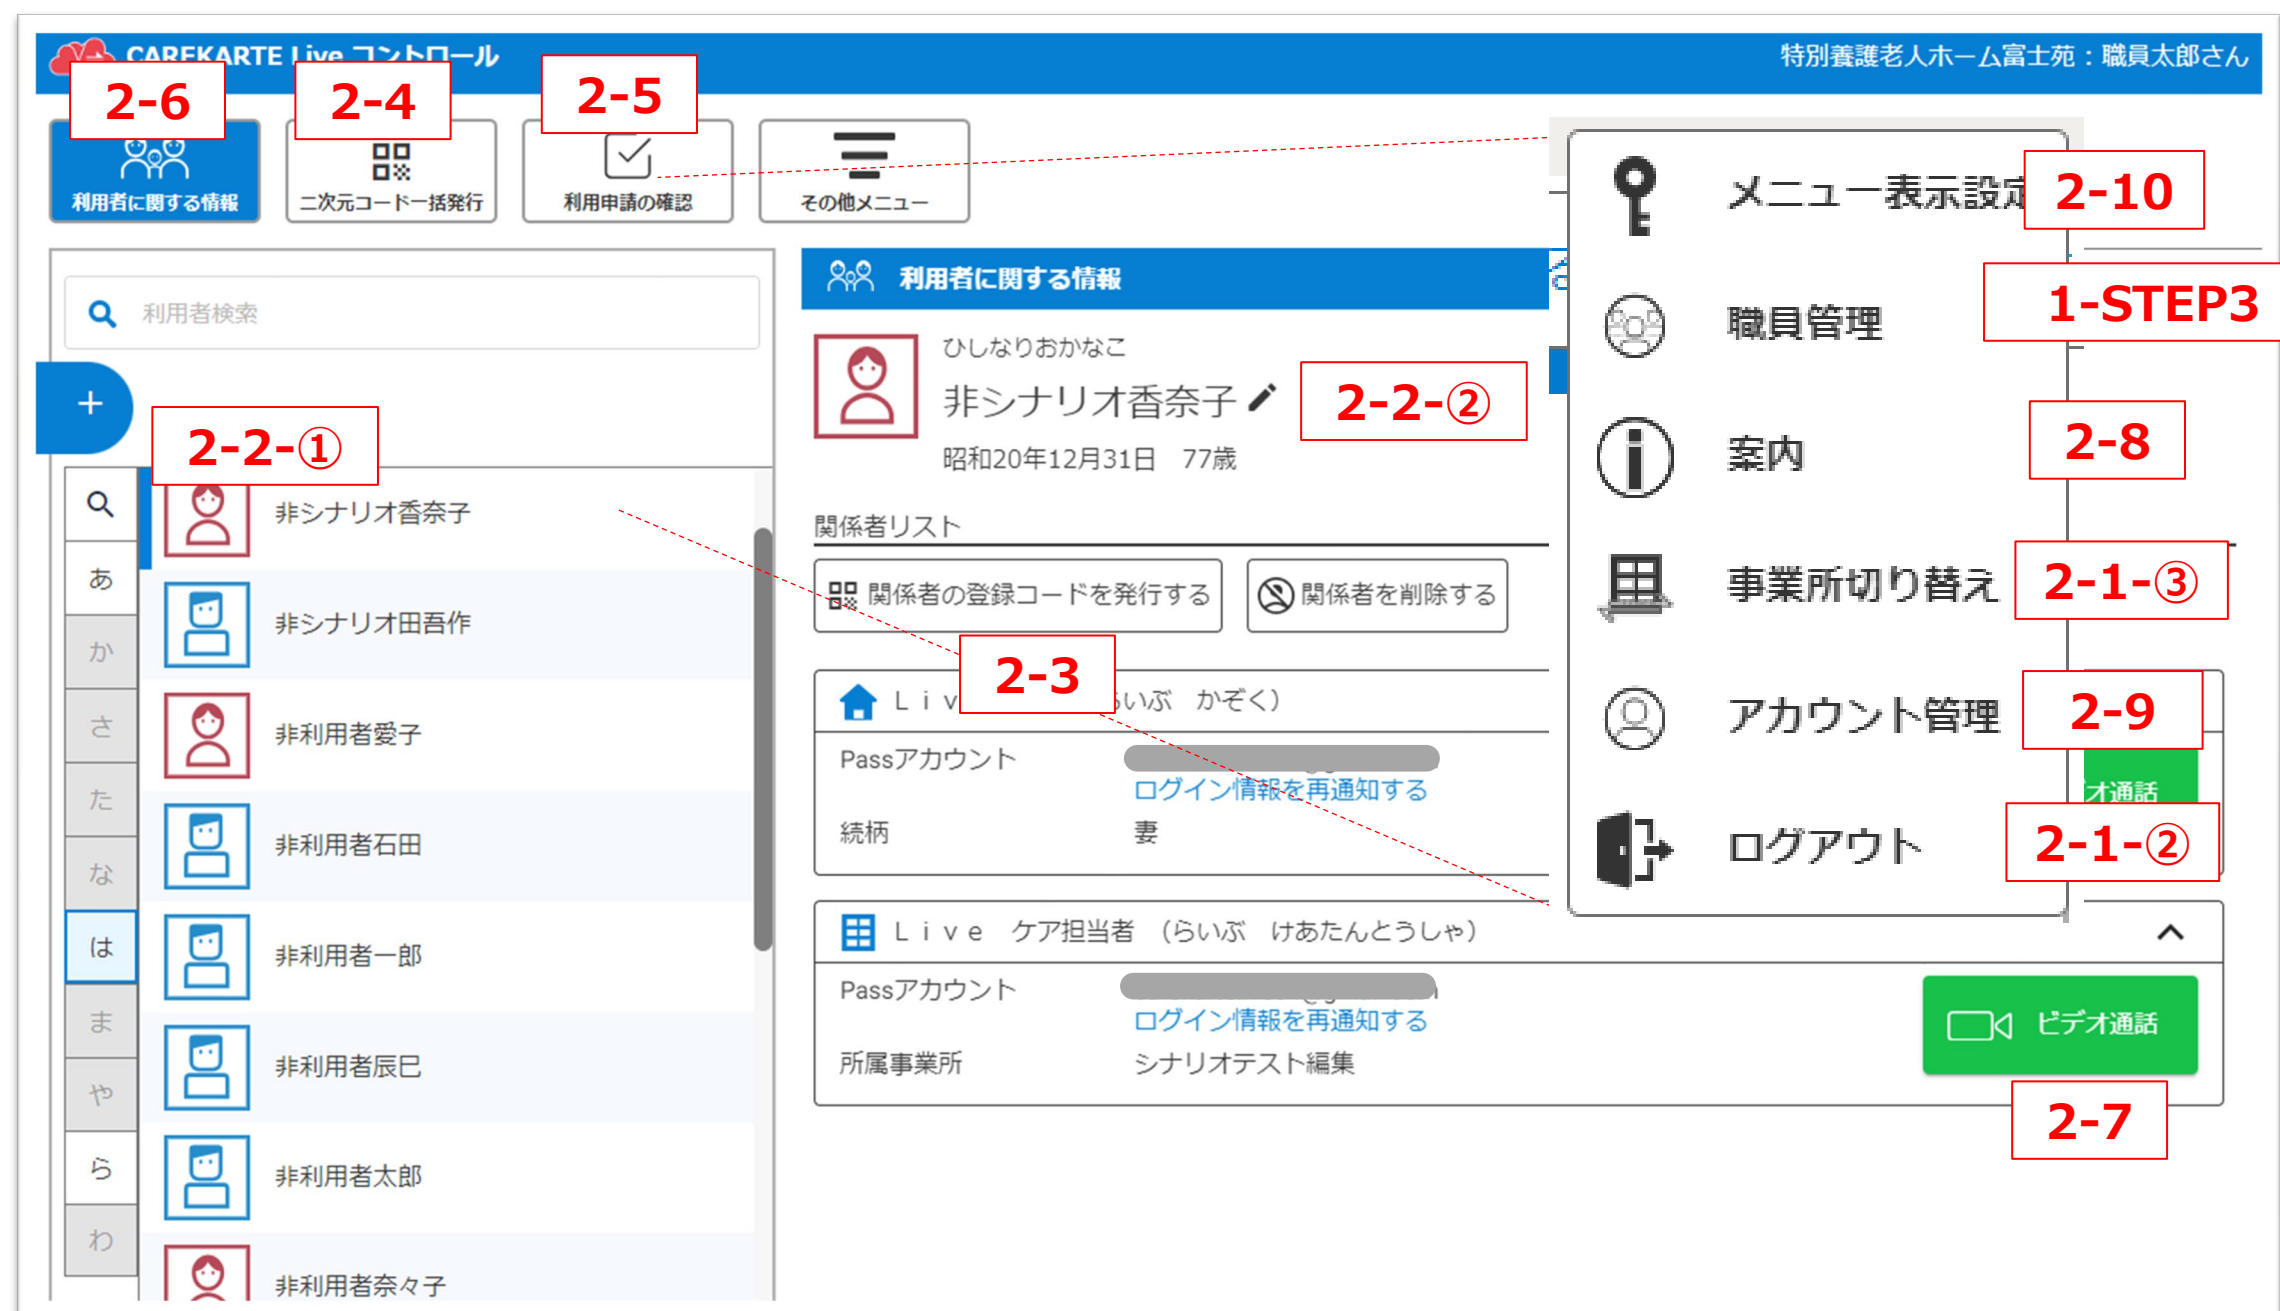 CAREKARTE Live コントロール
特別養護老人ホーム富士苑：職員太郎さん
2-6
2-4
2-5
利用者に関する情報
二次元コード一括発行
利用申請の確認
その他メニュー
利用者検索
+
2-2-①
あ
か
さ
た
な
は
ま
や
ら
わ
非シナリオ香奈子
非シナリオ田吾作
非利用者愛子
非利用者石田
非利用者一郎
非利用者辰巳
非利用者太郎
非利用者奈々子
利用者に関する情報
ひしなりおかなこ
非シナリオ香奈子
2-2-②
昭和20年12月31日 77歳
関係者リスト
関係者の登録コードを発行する
関係者を削除する
2-3
Ｌｉｖ らいぶ かぞく）
Passアカウント
ログイン情報を再通知する
続柄
妻
オ通話
Ｌｉｖｅ ケア担当者 （らいぶ けあたんとうしゃ）
Passアカウント
ログイン情報を再通知する
所属事業所
シナリオテスト編集
ビデオ通話
2-7
メニュー表示設定
2-10
職員管理
1-STEP3
案内
2-8
事業所切り替え
2-1-③
アカウント管理
2-9
ログアウト
2-1-②